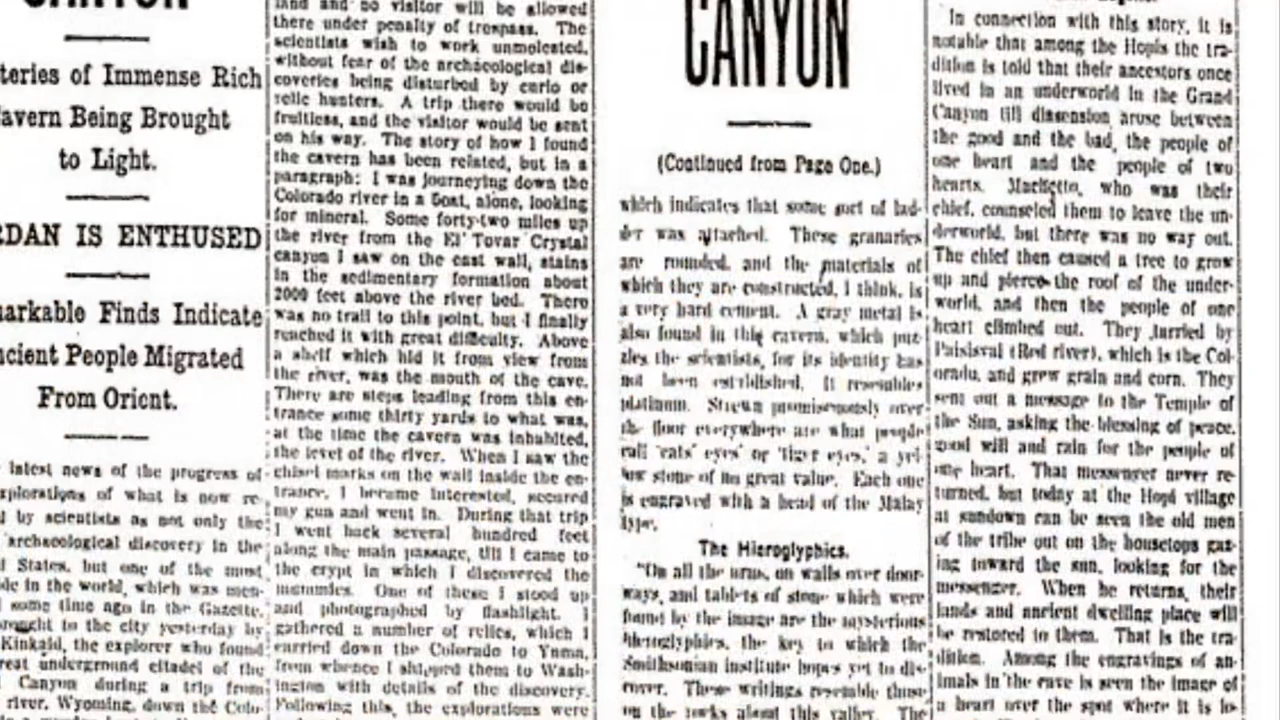 CANYON
teries of Immense Rich
avern Being Brought
to Light.
RDAN IS ENTHUSED
arkable Finds Indicate
ncient People Migrated
From Orient.
latest news of the progress of
xplorations of what is now re-
d by scientists as not only the
archaeological discovery in the
d States, but one of the most
le in the world, which was men-
some time ago in the Gazette,
brought to the city yesterday by
Kinkaid, the explorer who found
reat underground citadel of the
Canyon during a trip from
river, Wyoming, down the Colo-
land and no visitor will be allowed
there under penalty of trespass. The
scientists wish to work unmolested,
without fear of the archaeological dis-
coveries being disturbed by curio or
relic hunters. A trip there would be
fruitless, and the visitor would be sent
on his way. The story of how I found
the cavern has been related, but in a
paragraph: I was journeying down the
Colorado river in a boat, alone, looking
for mineral. Some forty-two miles up
the river from the El Tovar Crystal
canyon I saw on the east wall, stains
in the sedimentary formation about
2000 feet above the river bed. There
was no trail to this point, but I finally
reached it with great difficulty. Above
a shelf which hid it from view from
the river, was the mouth of the cave.
There are steps leading from this en-
trance some thirty yards to what was,
at the time the cavern was inhabited,
the level of the river. When I saw the
chisel marks on the wall inside the en-
trance, I became interested, secured
my gun and went in. During that trip
I went back several hundred feet
along the main passage, till I came to
the crypt in which I discovered the
mummies. One of these I stood up
and photographed by flashlight. I
gathered a number of relics, which I
carried down the Colorado to Yuma,
from whence I shipped them to Wash-
ington with details of the discovery.
Following this, the explorations were
CANYON
(Continued from Page One.)
which indicates that some sort of lad-
der was attached. These granaries
are rounded, and the materials of
which they are constructed, I think, is
a very hard cement. A gray metal is
also found in this cavern, which puz-
zles the scientists, for its identity has
not been established. It resembles
platinum. Strewn promiscuously over
the floor everywhere are what people
call 'cats' eyes' or 'tiger eyes,' a yel-
low stone of no great value. Each one
is engraved with a head of the Malay
type.
The Hieroglyphics.
"On all the urns, on walls over door-
ways, and tablets of stone which were
found by the image are the mysterious
hieroglyphics, the key to which the
Smithsonian institute hopes yet to dis-
cover. These writings resemble those
on the rocks about this valley. The
In connection with this story, it is
notable that among the Hopis the tra-
dition is told that their ancestors once
lived in an underworld in the Grand
Canyon till dissension arose between
the good and the bad, the people of
one heart and the people of two
hearts. Machetto, who was their
chief, counseled them to leave the un-
derworld, but there was no way out.
The chief then caused a tree to grow
up and pierce the roof of the under-
world, and then the people of one
heart climbed out. They tarried by
Paisisval (Red river), which is the Col-
orado, and grew grain and corn. They
sent out a message to the Temple of
the Sun, asking the blessing of peace,
good will and rain for the people of
one heart. That messenger never re-
turned, but today at the Hopi village
at sundown can be seen the old men
of the tribe out on the housetops gaz-
ing toward the sun, looking for the
messenger. When he returns, their
lands and ancient dwelling place will
be restored to them. That is the tra-
dition. Among the engravings of an-
imals in the cave is seen the image of
a heart over the spot where it is lo-